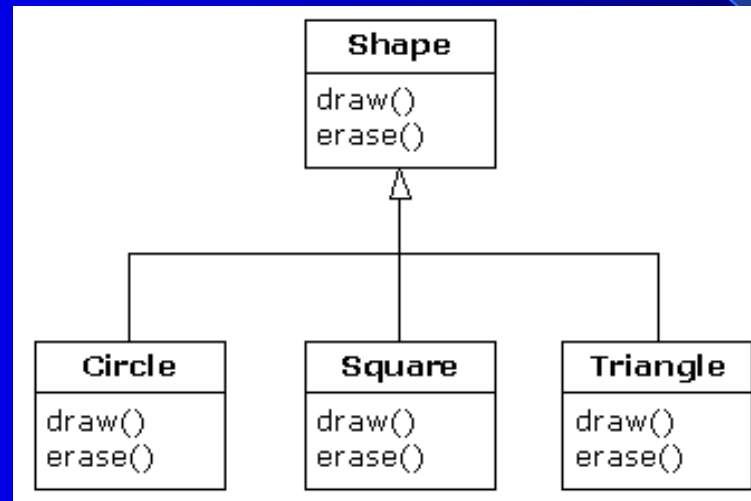 Shape
draw()
erase()
Circle
draw()
erase()
Square
draw()
erase()
Triangle
draw()
erase()